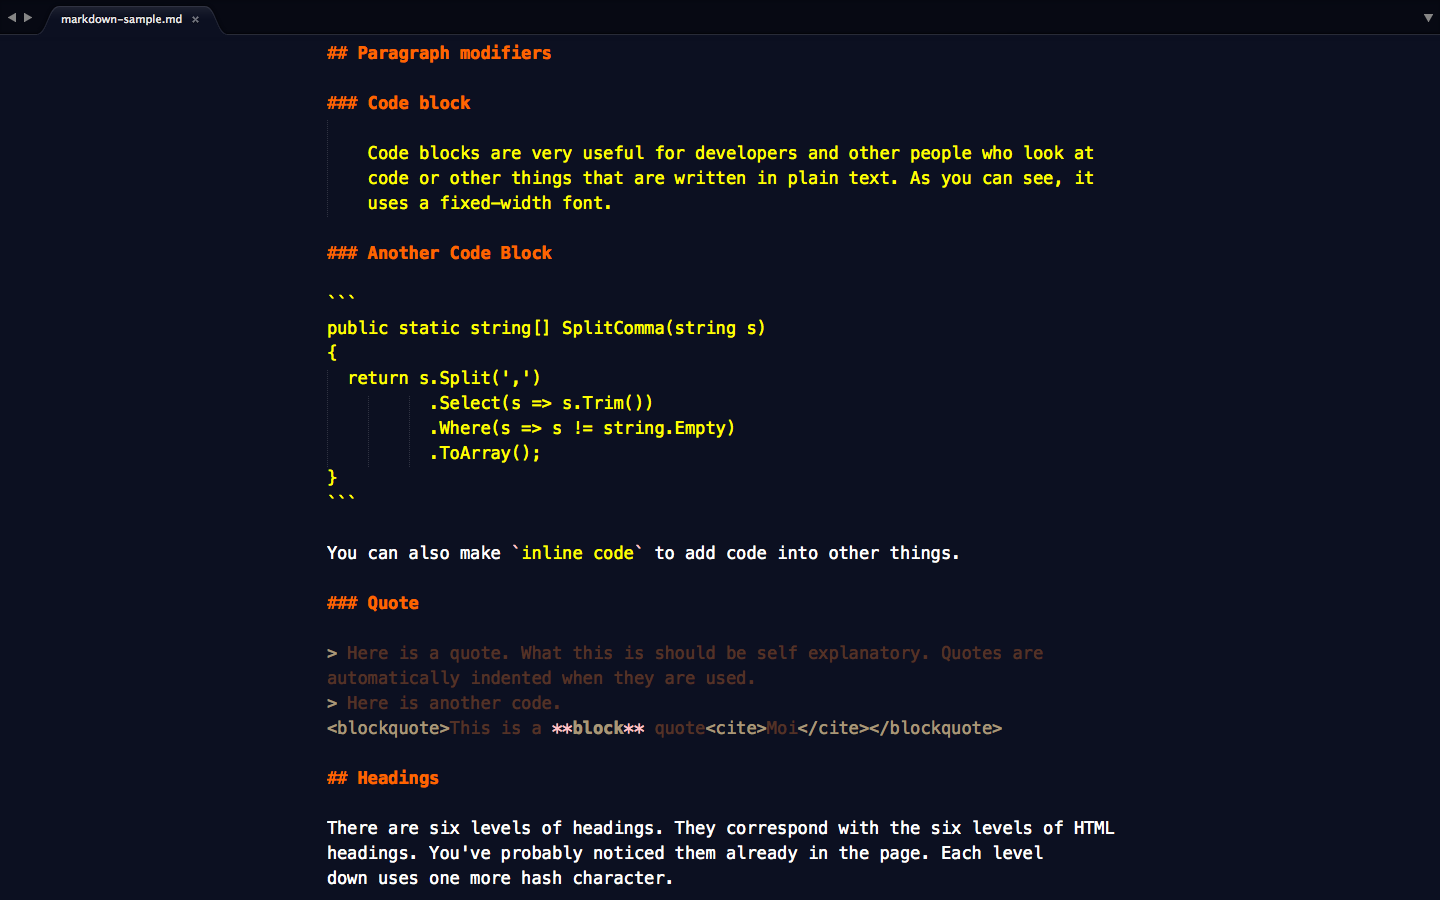 markdown-sample.md ×
## Paragraph modifiers
### Code block
Code blocks are very useful for developers and other people who look at
code or other things that are written in plain text. As you can see, it
uses a fixed-width font.
### Another Code Block
```
public static string[] SplitComma(string s)
{
  return s.Split(',')
          .Select(s => s.Trim())
          .Where(s => s != string.Empty)
          .ToArray();
}
```
You can also make `inline code` to add code into other things.
### Quote
> Here is a quote. What this is should be self explanatory. Quotes are
automatically indented when they are used.
> Here is another code.
<blockquote>This is a **block** quote<cite>Moi</cite></blockquote>
## Headings
There are six levels of headings. They correspond with the six levels of HTML
headings. You've probably noticed them already in the page. Each level
down uses one more hash character.